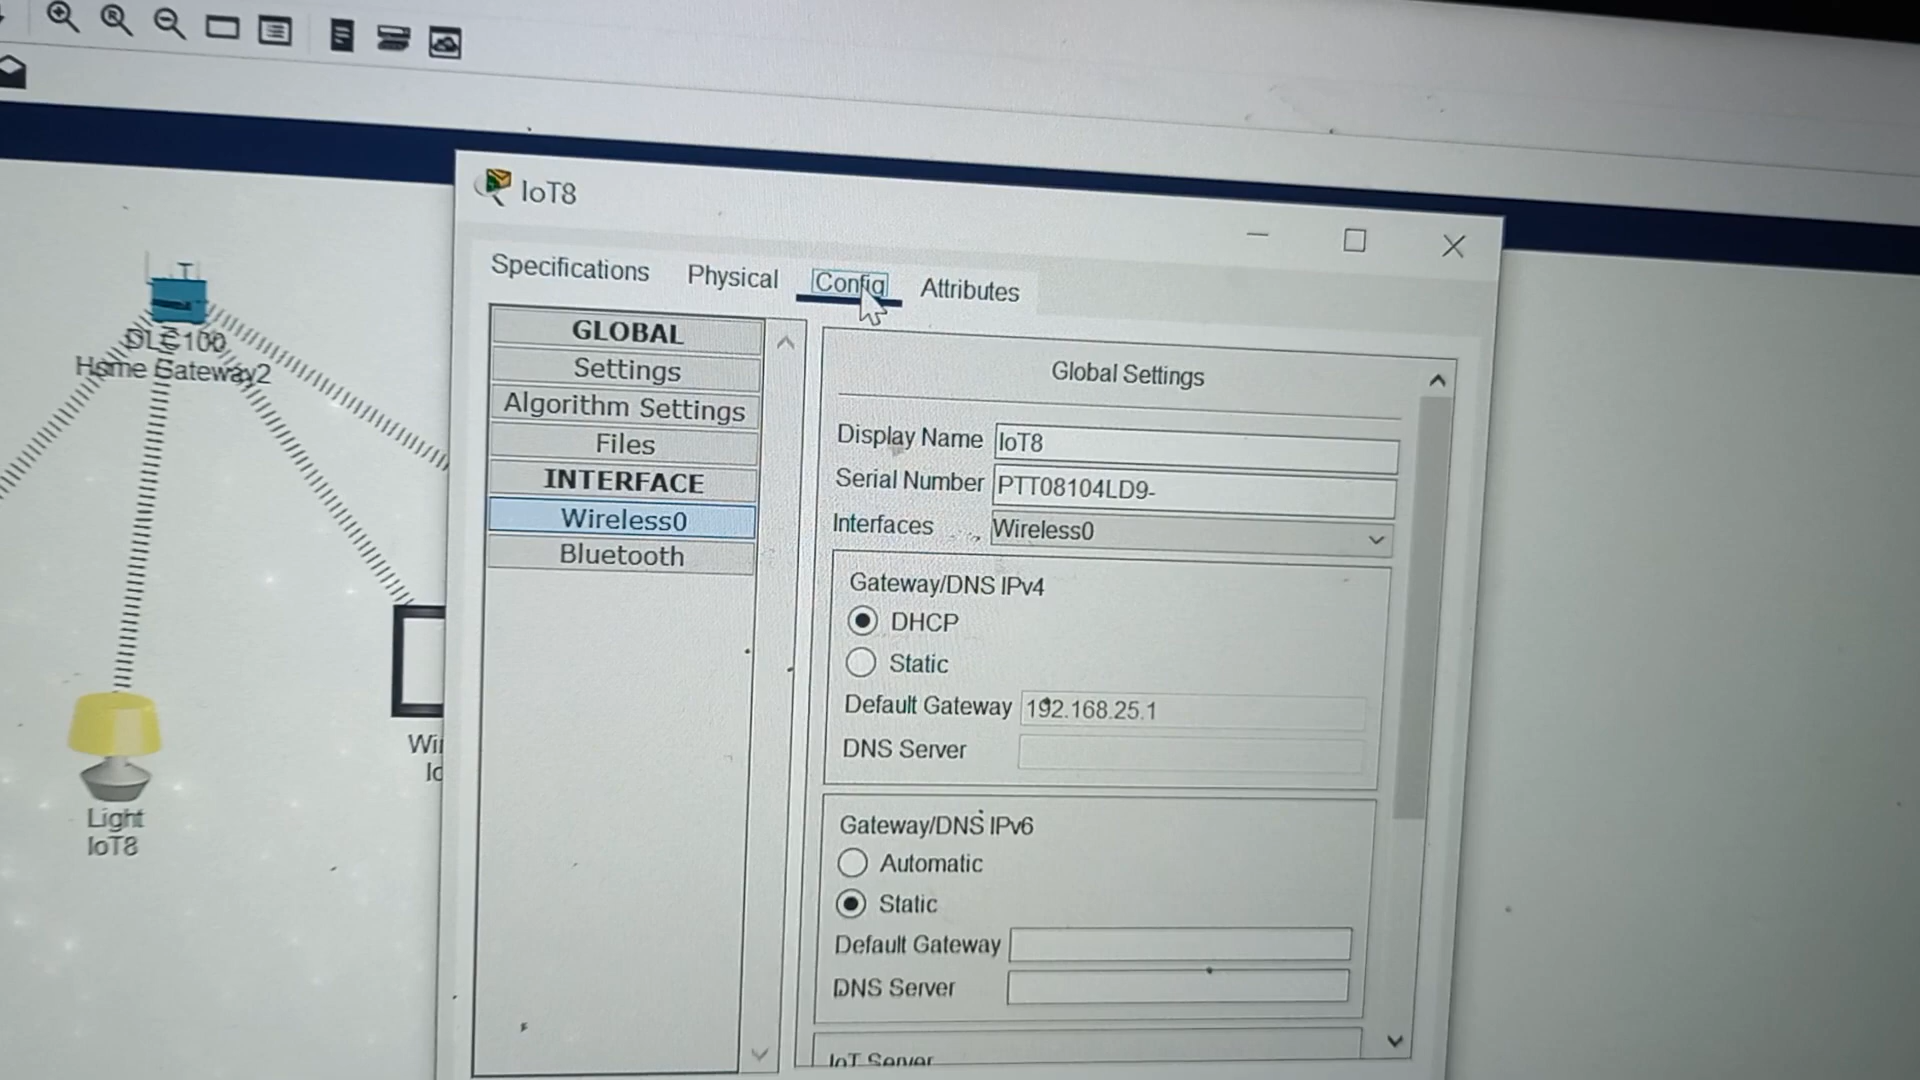 IoT8
Specifications Physical Config Attributes
GLOBAL
Settings
Algorithm Settings
Files
INTERFACE
Wireless0
Bluetooth
Global Settings
Display Name IoT8
Serial Number PTT08104LD9-
Interfaces Wireless0
Gateway/DNS IPv4
DHCP
Static
Default Gateway 192.168.25.1
DNS Server
Gateway/DNS IPv6
Automatic
Static
Default Gateway
DNS Server
IoT Server
DLC100
Home Gateway2
Light
IoT8